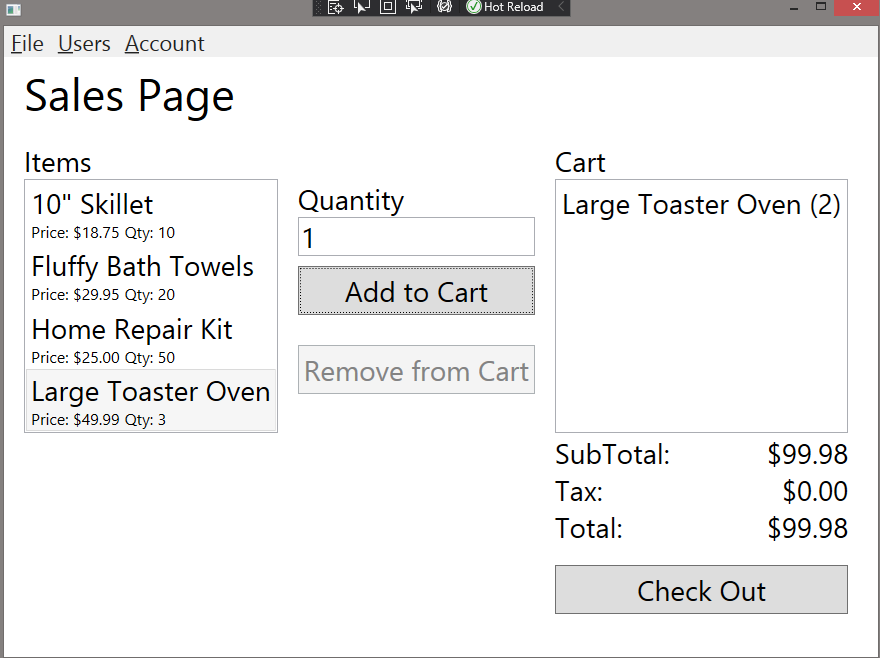 Hot Reload
File Users Account
Sales Page
Items
10" Skillet
Price: $18.75 Qty: 10
Fluffy Bath Towels
Price: $29.95 Qty: 20
Home Repair Kit
Price: $25.00 Qty: 50
Large Toaster Oven
Price: $49.99 Qty: 3
Quantity
1
Add to Cart
Remove from Cart
Cart
Large Toaster Oven (2)
SubTotal: $99.98
Tax: $0.00
Total: $99.98
Check Out